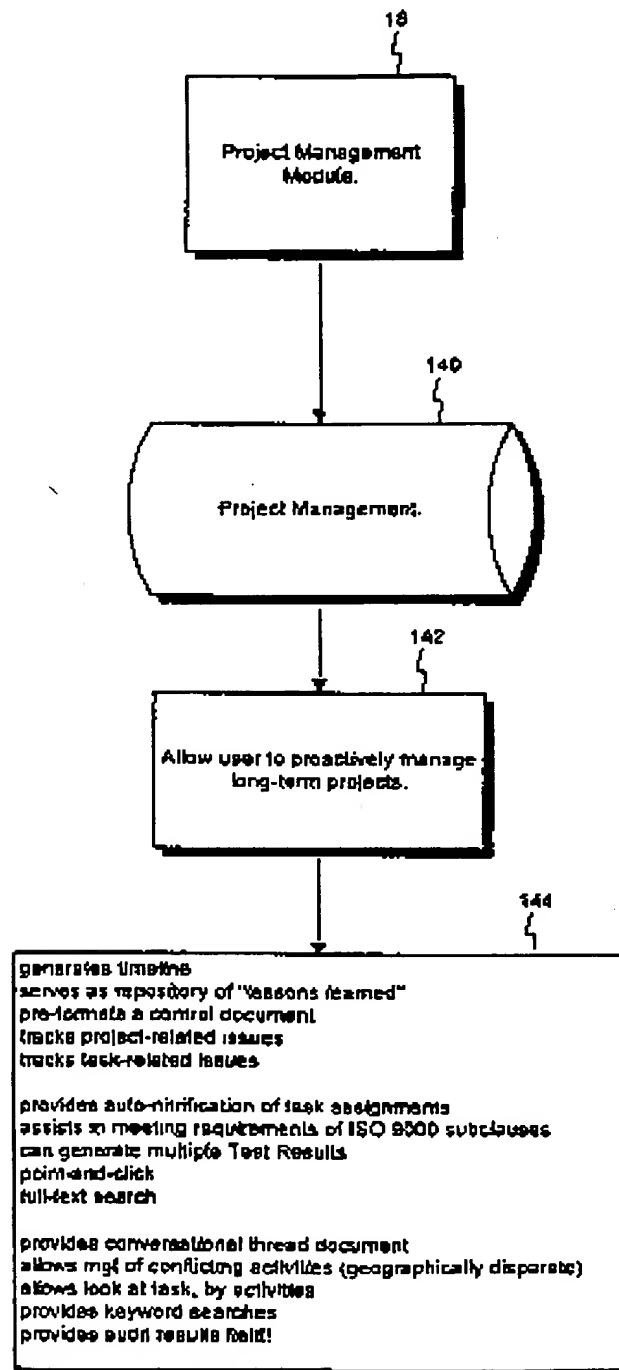 18
Project Management
Module.
140
Project Management.
142
Allow user to proactively manage
long-term projects.
144
generates timeline
serves as repository of "lessons learned"
pre-formats a control document
tracks project-related issues
tracks task-related issues
provides auto-nitrification of task assignments
assists in meeting requirements of ISO 9000 subclauses
can generate multiple Test Results
point-and-click
full-text search
provides conversational thread document
allows mgt of conflicting activities (geographically disparate)
allows look at task, by activities
provides keyword searches
provides audit results field!